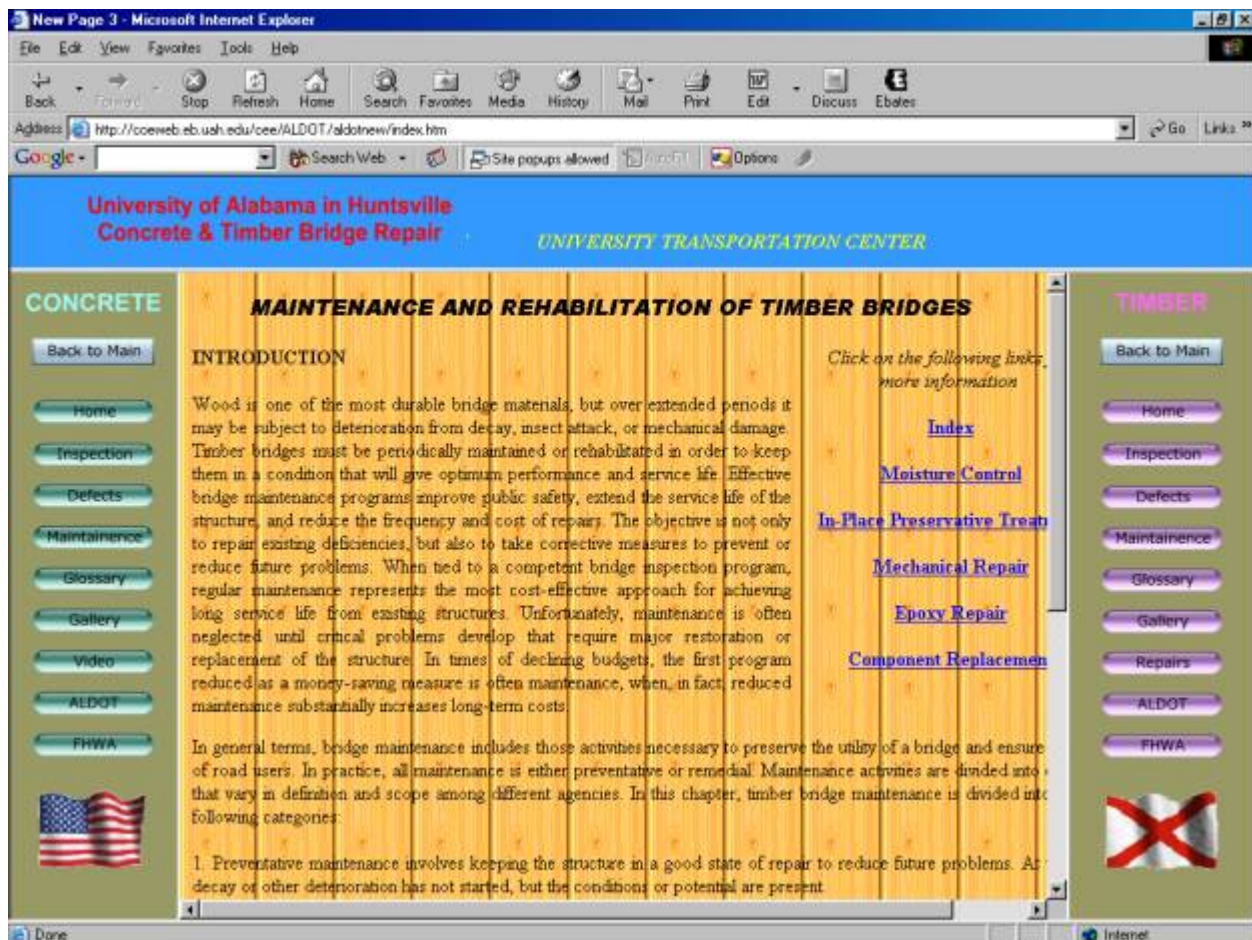 New Page 3 - Microsoft Internet Explorer
File Edit View Favorites Tools Help
Back Forward Stop Refresh Home Search Favorites Media History Mail Print Edit Discuss Ebates
Address http://coeweb.eb.uah.edu/cee/ALDOT/aldotnew/index.htm Go Links »
Google Search Web Site popups allowed AutoFill Options
University of Alabama in Huntsville
Concrete & Timber Bridge Repair
UNIVERSITY TRANSPORTATION CENTER
CONCRETE
Back to Main
Home
Inspection
Defects
Maintainence
Glossary
Gallery
Video
ALDOT
FHWA
MAINTENANCE AND REHABILITATION OF TIMBER BRIDGES
INTRODUCTION
Wood is one of the most durable bridge materials, but over extended periods it
may be subject to deterioration from decay, insect attack, or mechanical damage.
Timber bridges must be periodically maintained or rehabilitated in order to keep
them in a condition that will give optimum performance and service life. Effective
bridge maintenance programs improve public safety, extend the service life of the
structure, and reduce the frequency and cost of repairs. The objective is not only
to repair existing deficiencies, but also to take corrective measures to prevent or
reduce future problems. When tied to a competent bridge inspection program,
regular maintenance represents the most cost-effective approach for achieving
long service life from existing structures. Unfortunately, maintenance is often
neglected until critical problems develop that require major restoration or
replacement of the structure. In times of declining budgets, the first program
reduced as a money-saving measure is often maintenance, when, in fact, reduced
maintenance substantially increases long-term costs.
Click on the following links
more information
Index
Moisture Control
In-Place Preservative Treat
Mechanical Repair
Epoxy Repair
Component Replacemen
In general terms, bridge maintenance includes those activities necessary to preserve the utility of a bridge and ensure
of road users. In practice, all maintenance is either preventative or remedial. Maintenance activities are divided into
that vary in definition and scope among different agencies. In this chapter, timber bridge maintenance is divided into
following categories:
1. Preventative maintenance involves keeping the structure in a good state of repair to reduce future problems. At
decay or other deterioration has not started, but the conditions or potential are present.
TIMBER
Back to Main
Home
Inspection
Defects
Maintainence
Glossary
Gallery
Repairs
ALDOT
FHWA
Done
Internet